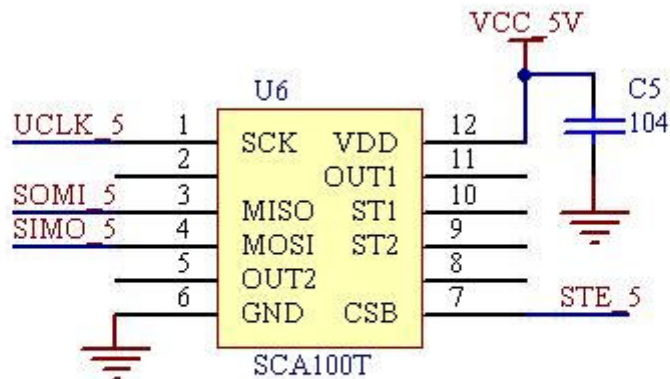 VCC_5V
U6
C5
104
UCLK_5 1 SCK VDD 12
2 OUT1 11
SOMI_5 3 MISO ST1 10
SIMO_5 4 MOSI ST2 9
5 OUT2 8
6 GND CSB 7 STE_5
SCA100T